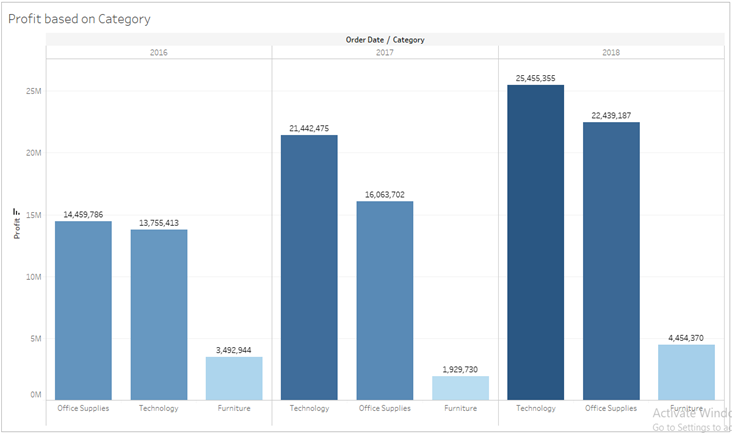 Profit based on Category
Order Date / Category
2016
2017
2018
25M
20M
15M
10M
5M
0M
Profit
14,459,786
13,755,413
3,492,944
21,442,475
16,063,702
1,929,730
25,455,355
22,439,187
4,454,370
Office Supplies
Technology
Furniture
Technology
Office Supplies
Furniture
Technology
Office Supplies
Furniture
Activate Windo
Go to Settings to a